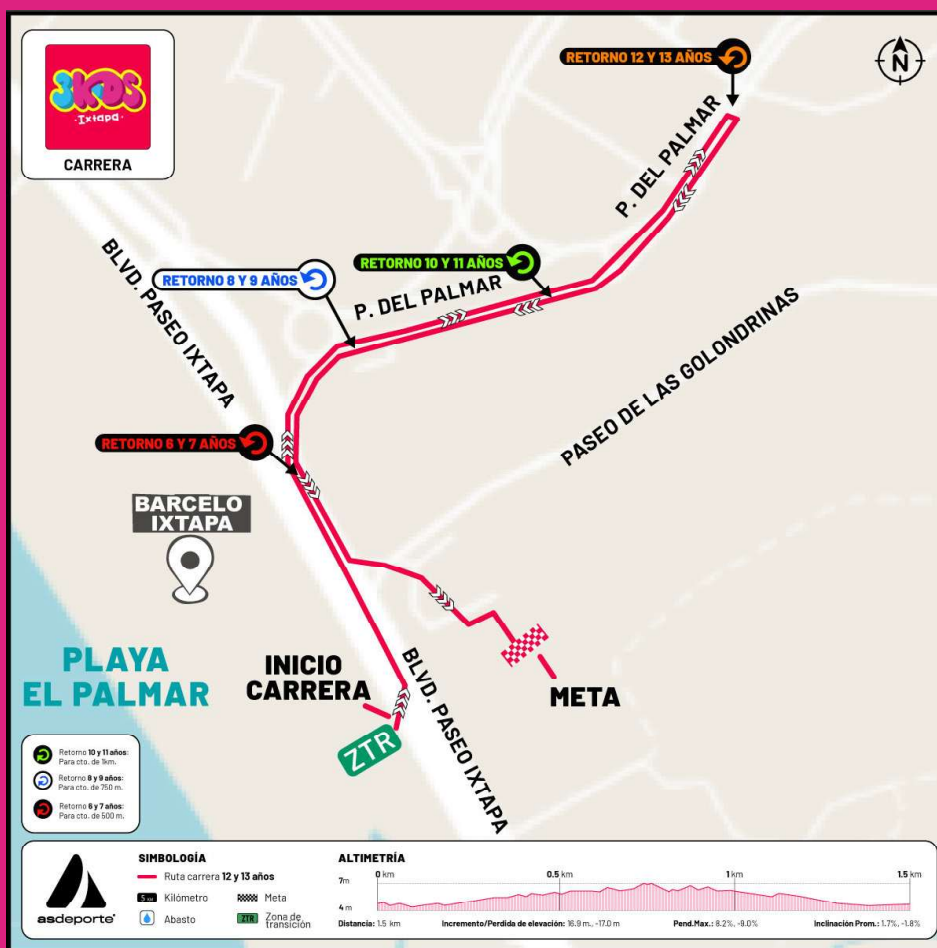 3KIDS
·Ixtapa·
CARRERA
RETORNO 12 Y 13 AÑOS
N
P. DEL PALMAR
RETORNO 10 Y 11 AÑOS
RETORNO 8 Y 9 AÑOS
P. DEL PALMAR
BLVD. PASEO IXTAPA
PASEO DE LAS GOLONDRINAS
RETORNO 6 Y 7 AÑOS
BARCELO
IXTAPA
PLAYA
EL PALMAR
INICIO
CARRERA
META
BLVD. PASEO IXTAPA
ZTR
Retorno 10 y 11 años:
Para cto. de 1km.
Retorno 8 y 9 años:
Para cto. de 750 m.
Retorno 6 y 7 años:
Para cto. de 500 m.
asdeporte
SIMBOLOGÍA
Ruta carrera 12 y 13 años
5 KM Kilómetro
Meta
Abasto
ZTR Zona de
transición
ALTIMETRÍA
0 km 0.5 km 1 km 1.5 km
7m
4 m
Distancia: 1.5 km Incremento/Perdida de elevación: 16.9 m., -17.0 m Pend.Max.: 8.2%, -8.0% Inclinación Prom.: 1.7%, -1.8%